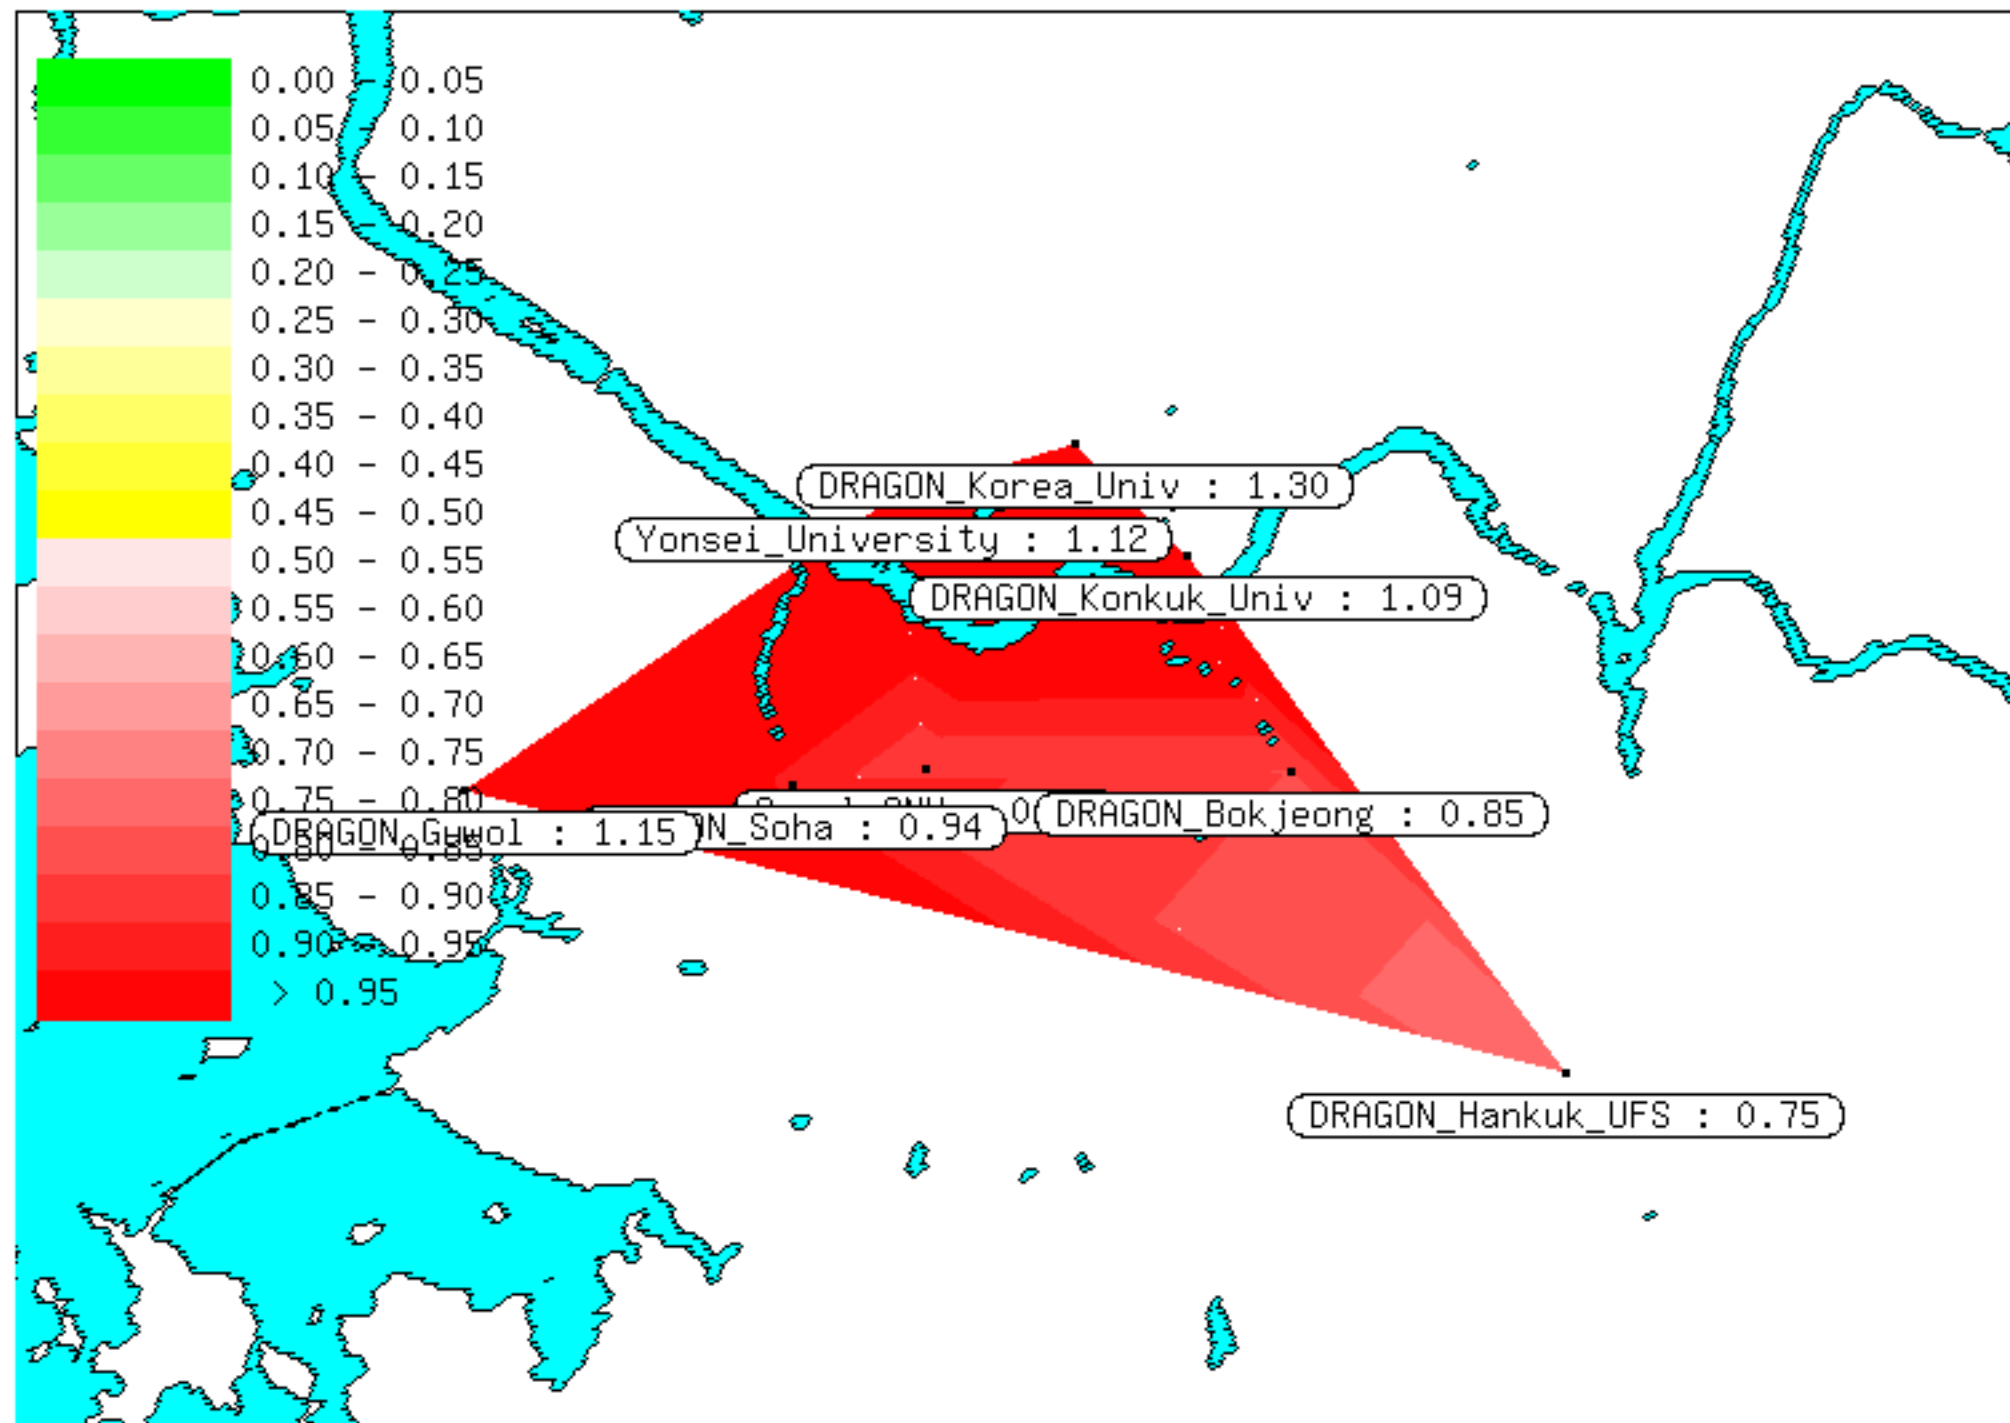 0.00 - 0.05
0.05 - 0.10
0.10 - 0.15
0.15 - 0.20
0.20 - 0.25
0.25 - 0.30
0.30 - 0.35
0.35 - 0.40
0.40 - 0.45
0.45 - 0.50
0.50 - 0.55
0.55 - 0.60
0.60 - 0.65
0.65 - 0.70
0.70 - 0.75
0.75 - 0.80
0.80 - 0.85
0.85 - 0.90
0.90 - 0.95
> 0.95
DRAGON_Korea_Univ : 1.30
Yonsei_University : 1.12
DRAGON_Konkuk_Univ : 1.09
DRAGON_Bokjeong : 0.85
N_Soha : 0.94
DRAGON_Guwol : 1.15
DRAGON_Hankuk_UFS : 0.75